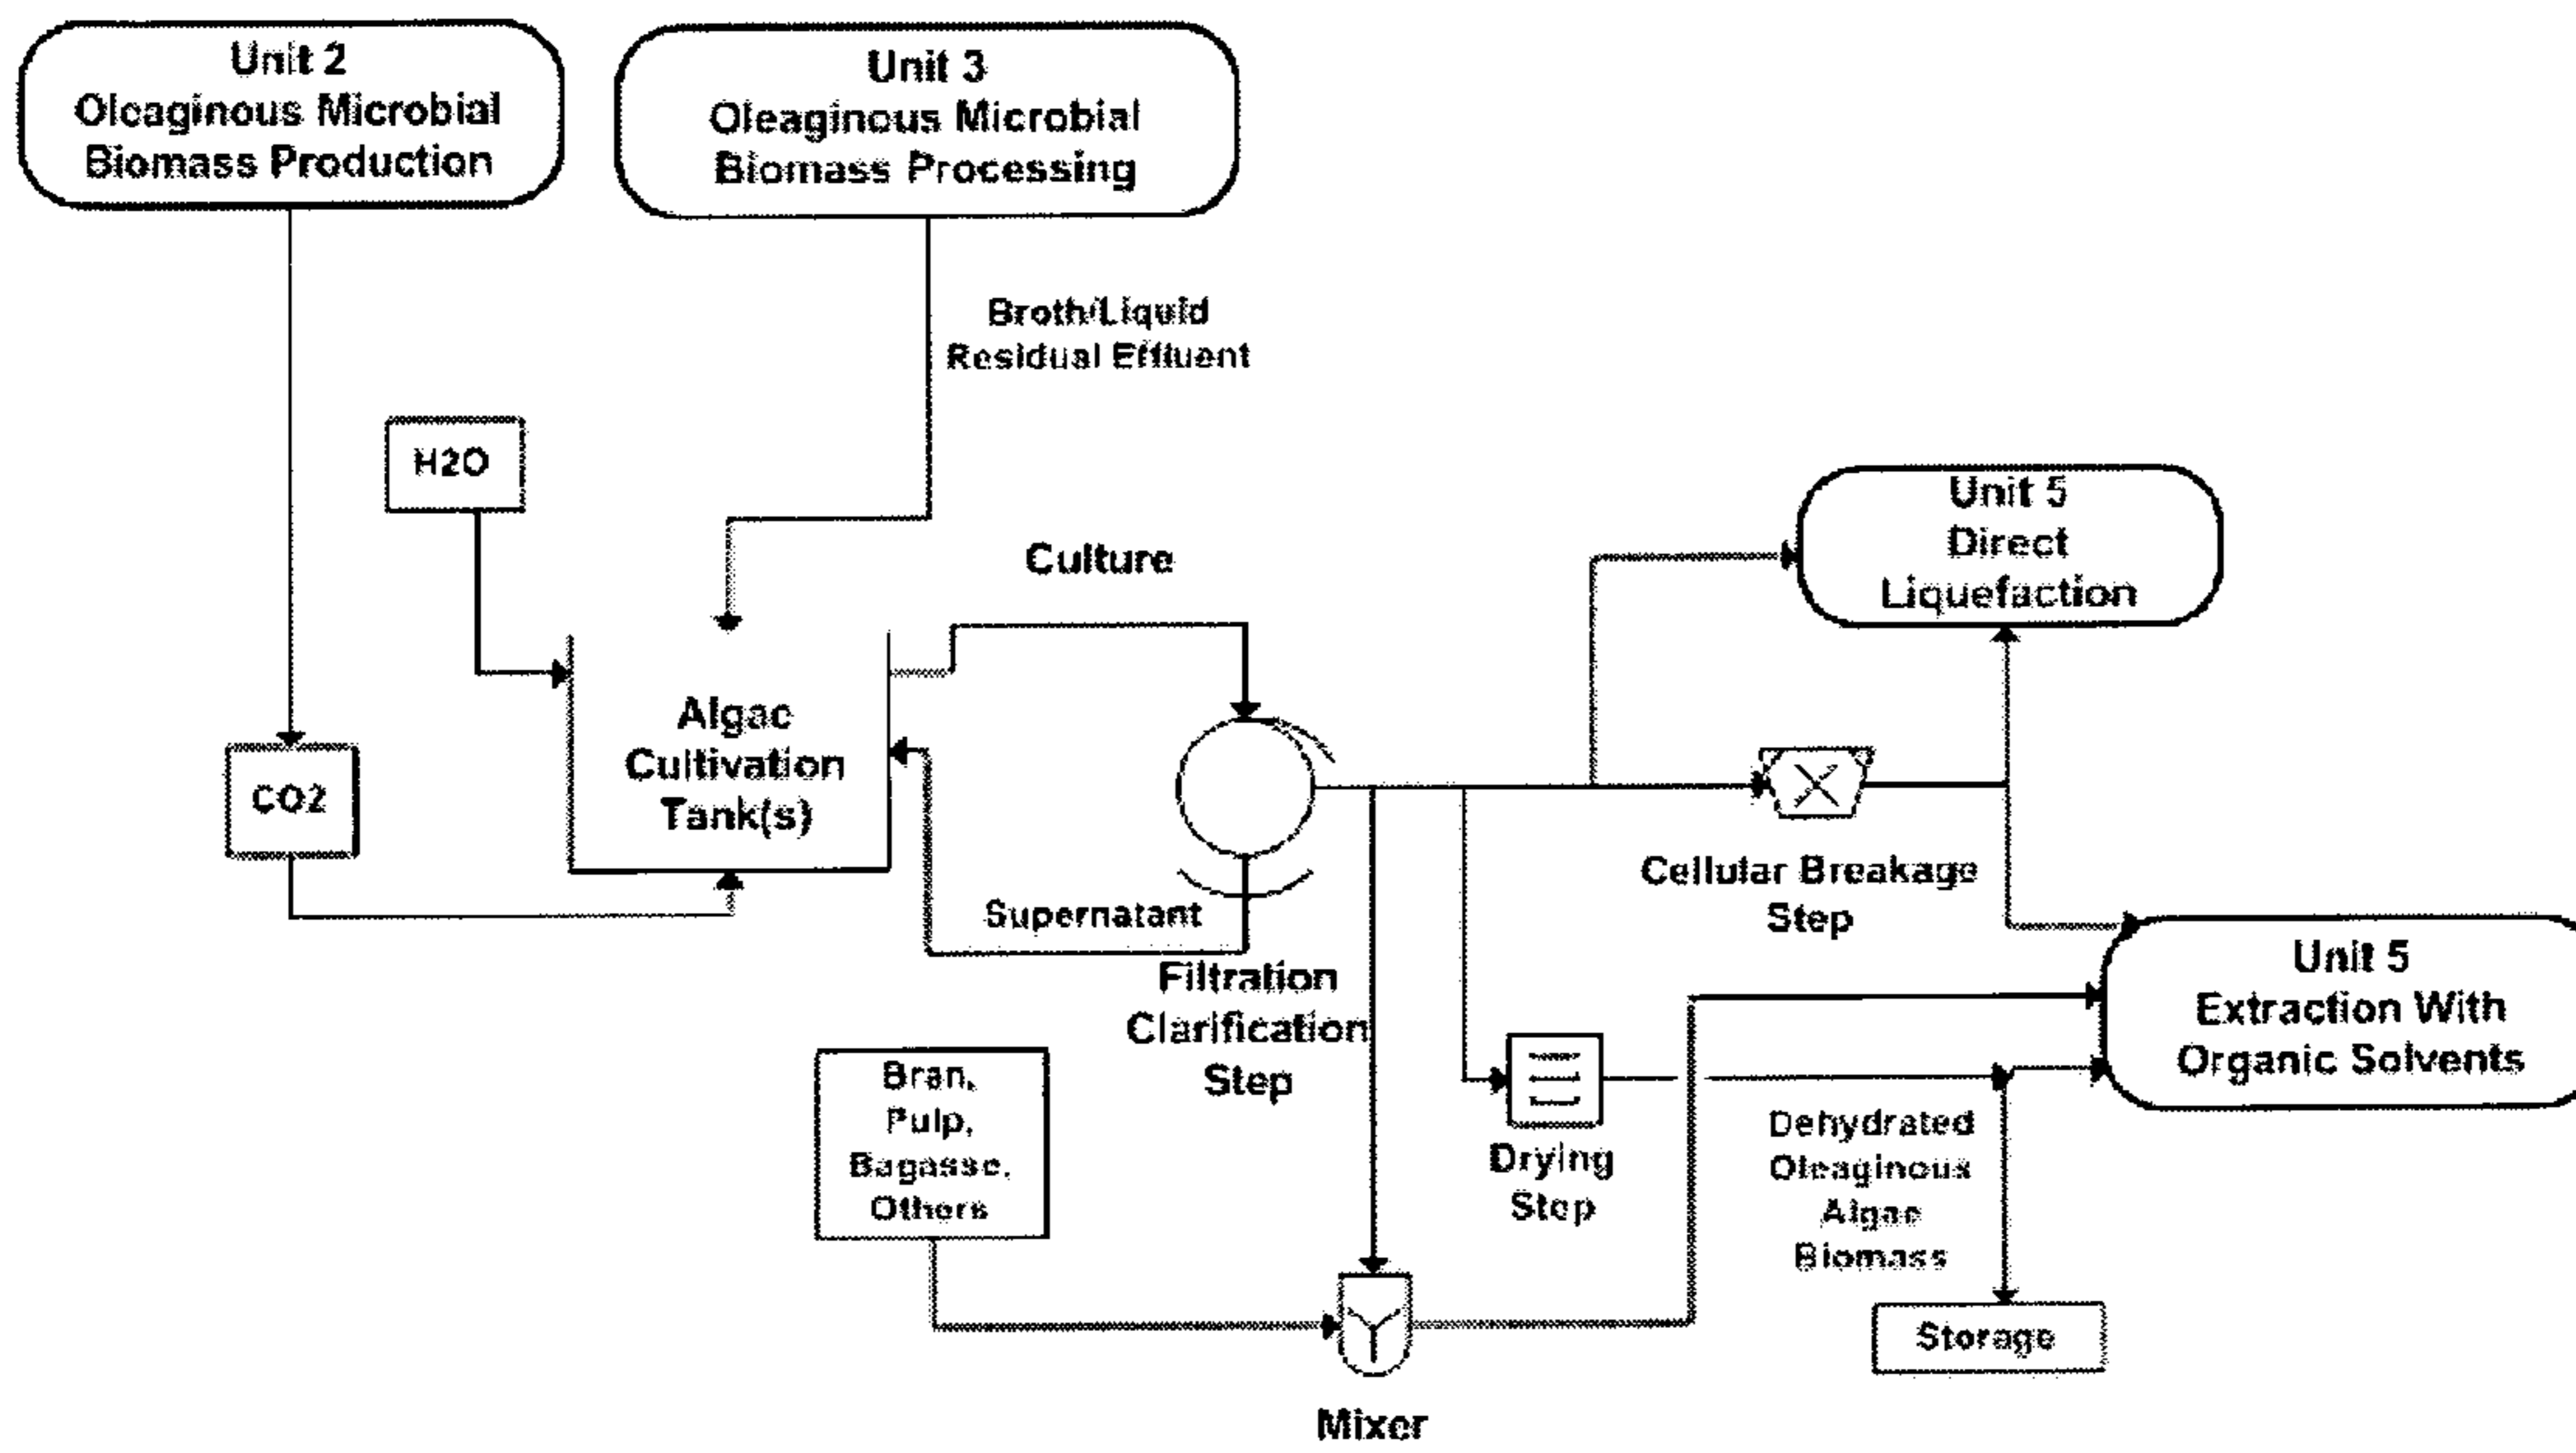 Unit 2
Oleaginous Microbial
Biomass Production
Unit 3
Oleaginous Microbial
Biomass Processing
Broth/Liquid
Residual Effluent
H2O
Culture
Unit 5
Direct
Liquefaction
Algae
Cultivation
Tank(s)
CO2
Supernatant
Cellular Breakage
Step
Filtration
Clarification
Step
Unit 5
Extraction With
Organic Solvents
Bran,
Pulp,
Bagasse,
Others
Drying
Step
Dehydrated
Oleaginous
Algae
Biomass
Storage
Mixer